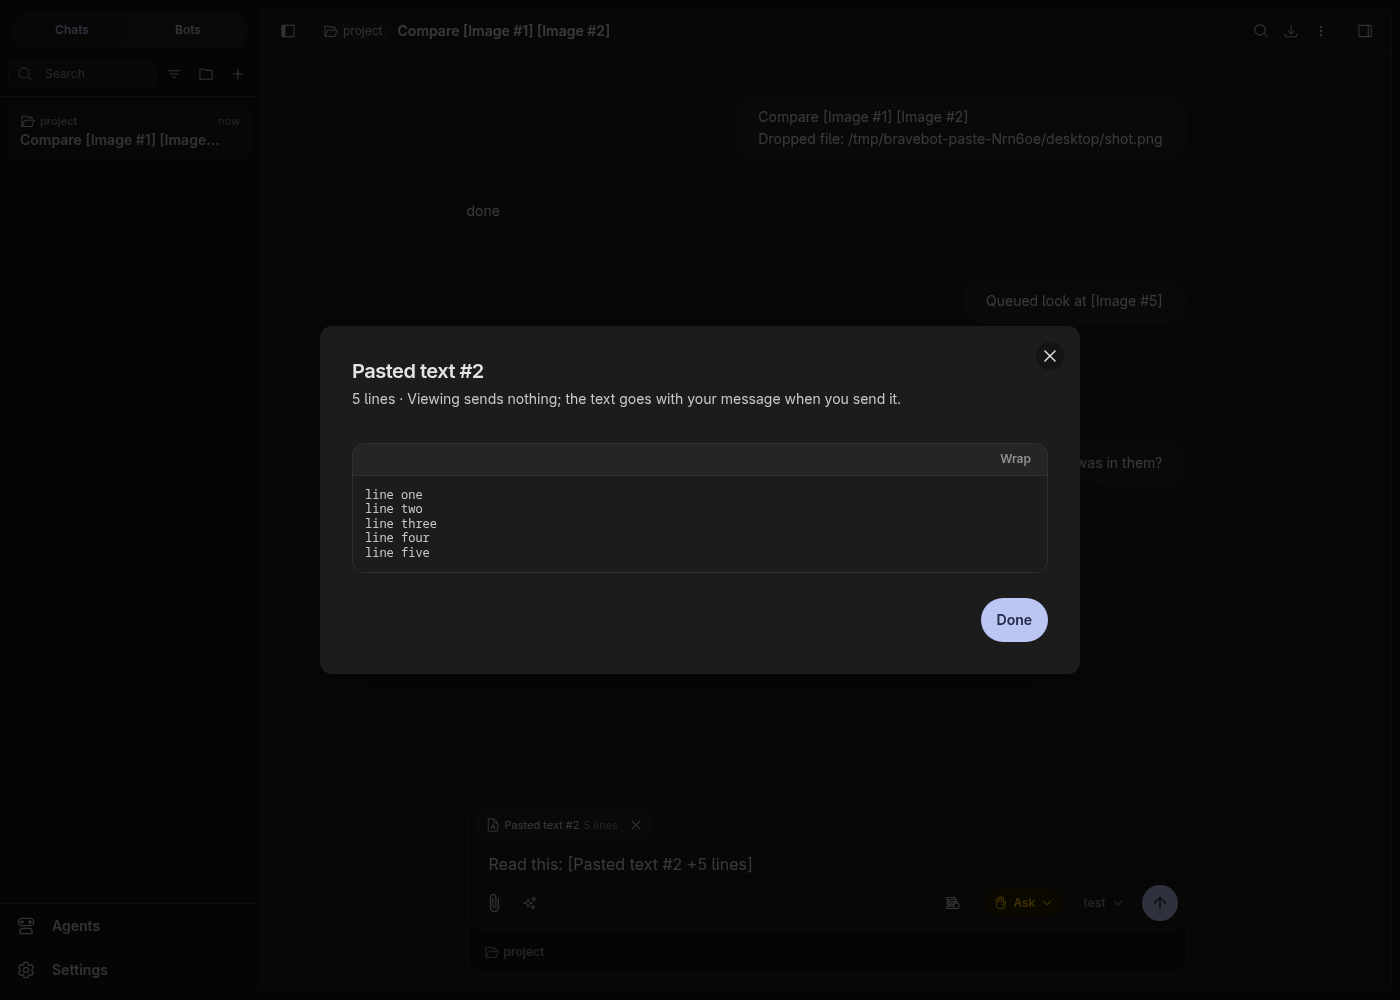 Chats
Bots
Search
project
now
Compare [Image #1] [Image...
Agents
Settings
project
Compare [Image #1] [Image #2]
Compare [Image #1] [Image #2]
Dropped file: /tmp/bravebot-paste-Nrn6oe/desktop/shot.png
done
Queued look at [Image #5]
was in them?
Pasted text #2
5 lines · Viewing sends nothing; the text goes with your message when you send it.
Wrap
line one
line two
line three
line four
line five
Done
Pasted text #2 5 lines
Read this: [Pasted text #2 +5 lines]
Ask
test
project